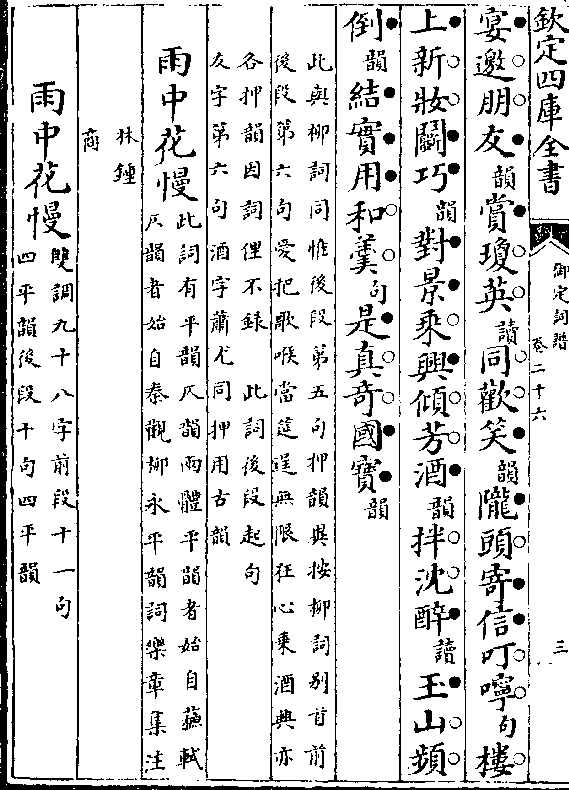 欽定四庫全書
御定詞譜
卷二十六
三
宴邀朋友韻賞瓊英讀同歡笑韻隴頭寄信叮嚀句樓
上新妝鬭巧韻對景乘興傾芳酒韻拌沈醉讀玉山頻
倒韻結實用和羹句是真奇國寶韻
此與柳詞同惟後段第五句押韻與按柳詞别首前
後段第六句愛把歌喉當筵逞無限狂心乘酒興亦
各押韻因詞俚不錄 此詞後段起句
友字第六句酒字蕭尤同押用古韻
雨中花慢
此詞有平韻仄韻兩體平韻者始自蘇軾
仄韻者始自秦觀柳永平韻詞樂章集注
林鍾
商
雨中花慢
雙調九十八字前段十一句
四平韻後段十句四平韻